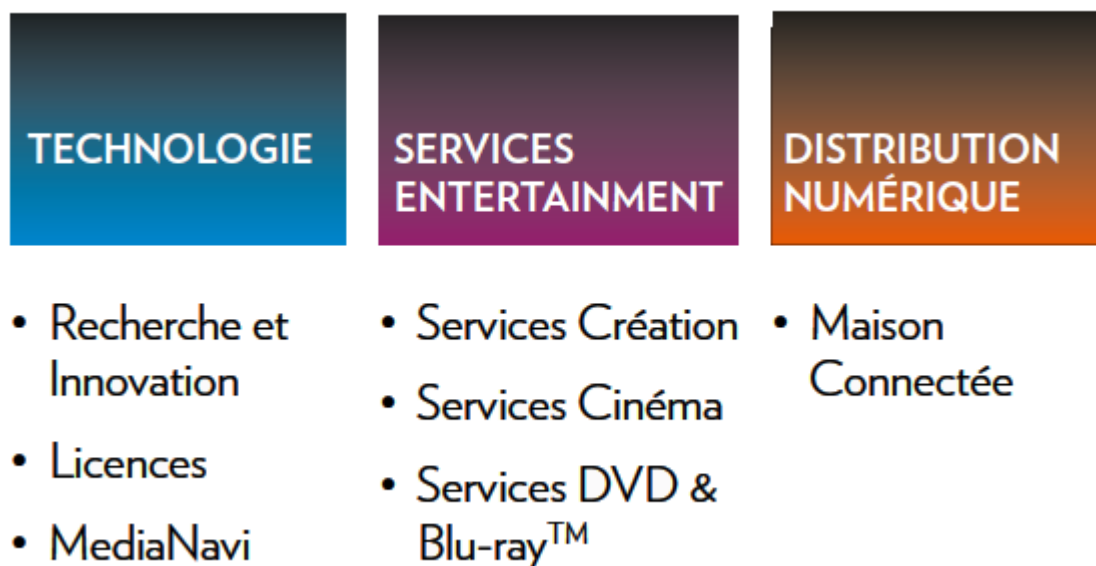 TECHNOLOGIE
• Recherche et
Innovation
• Licences
• MediaNavi
SERVICES
ENTERTAINMENT
• Services Création
• Services Cinéma
• Services DVD &
Blu-ray™
DISTRIBUTION
NUMÉRIQUE
• Maison
Connectée